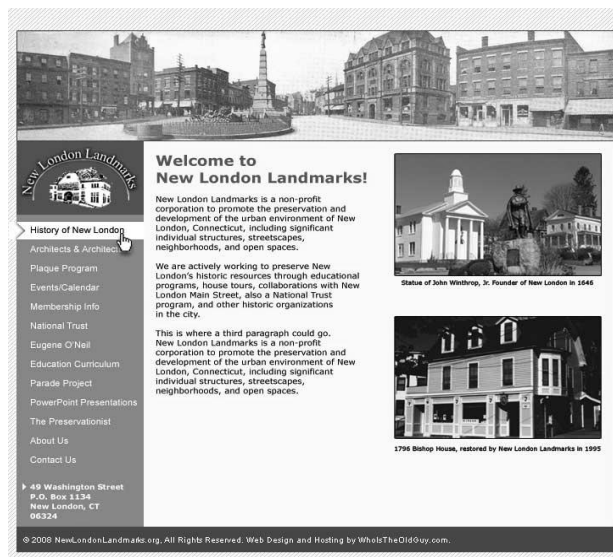 New London Landmarks
History of New London
Architects & Architect
Plaque Program
Events/Calendar
Membership Info
National Trust
Eugene O'Neil
Education Curriculum
Parade Project
PowerPoint Presentations
The Preservationist
About Us
Contact Us
49 Washington Street
P.O. Box 1134
New London, CT
06324
Welcome to
New London Landmarks!
New London Landmarks is a non-profit
corporation to promote the preservation and
development of the urban environment of New
London, Connecticut, including significant
individual structures, streetscapes,
neighborhoods, and open spaces.
We are actively working to preserve New
London's historic resources through educational
programs, house tours, collaborations with New
London Main Street, also a National Trust
program, and other historic organizations
in the city.
This is where a third paragraph could go.
New London Landmarks is a non-profit
corporation to promote the preservation and
development of the urban environment of New
London, Connecticut, including significant
individual structures, streetscapes,
neighborhoods, and open spaces.
Statue of John Winthrop, Jr. Founder of New London in 1646
1796 Bishop House, restored by New London Landmarks in 1995
© 2008 NewLondonLandmarks.org, All Rights Reserved. Web Design and Hosting by WhoIsTheOldGuy.com.